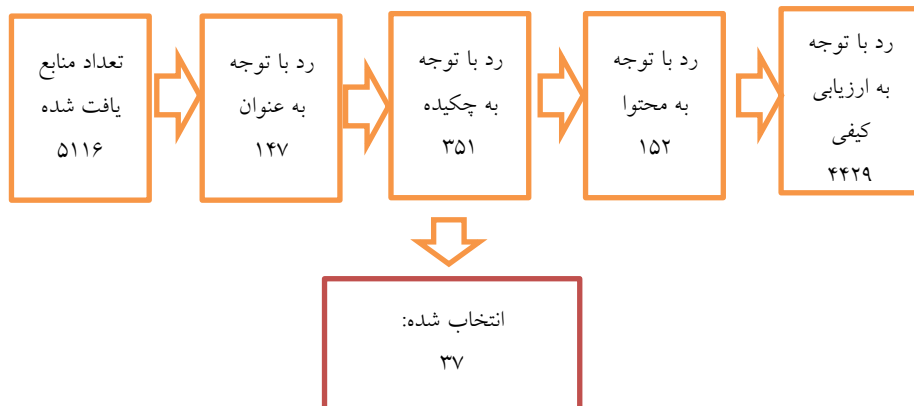 تعداد منابع
یافت شده
۵۱۱۶
رد با توجه
به عنوان
۱۴۷
رد با توجه
به چکیده
۳۵۱
رد با توجه
به محتوا
۱۵۲
رد با توجه
به ارزیابی
کیفی
۴۴۲۹
انتخاب شده:
۳۷